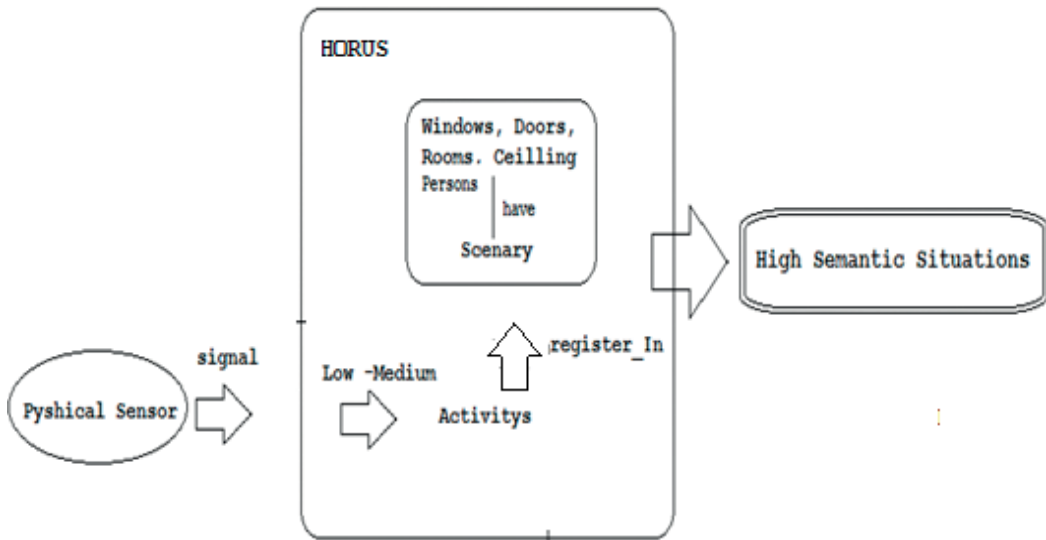 HORUS
Windows, Doors,
Rooms. Ceilling
Persons
have
Scenary
High Semantic Situations
signal
register_In
Low -Medium
Pyshical Sensor
Activitys